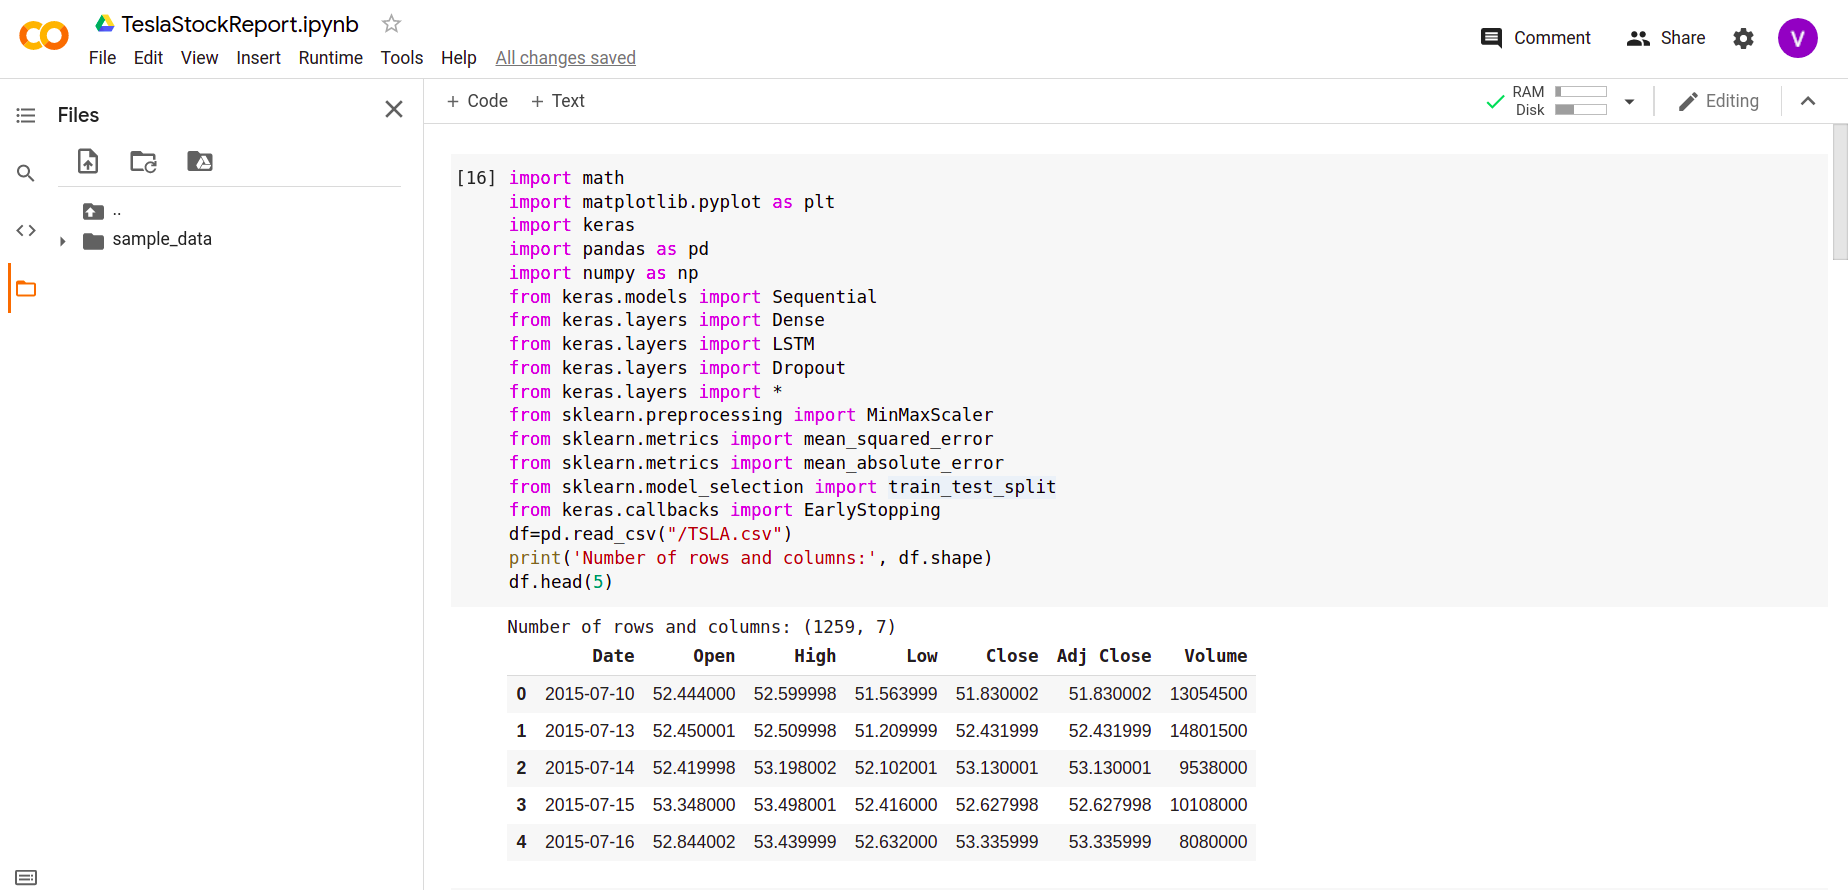 TeslaStockReport.ipynb
File Edit View Insert Runtime Tools Help All changes saved
Comment Share V
Files
+ Code + Text
RAM
Disk
Editing
..
sample_data
[16] import math
import matplotlib.pyplot as plt
import keras
import pandas as pd
import numpy as np
from keras.models import Sequential
from keras.layers import Dense
from keras.layers import LSTM
from keras.layers import Dropout
from keras.layers import *
from sklearn.preprocessing import MinMaxScaler
from sklearn.metrics import mean_squared_error
from sklearn.metrics import mean_absolute_error
from sklearn.model_selection import train_test_split
from keras.callbacks import EarlyStopping
df=pd.read_csv("/TSLA.csv")
print('Number of rows and columns:', df.shape)
df.head(5)
Number of rows and columns: (1259, 7)
Date Open High Low Close Adj Close Volume
0 2015-07-10 52.444000 52.599998 51.563999 51.830002 51.830002 13054500
1 2015-07-13 52.450001 52.509998 51.209999 52.431999 52.431999 14801500
2 2015-07-14 52.419998 53.198002 52.102001 53.130001 53.130001 9538000
3 2015-07-15 53.348000 53.498001 52.416000 52.627998 52.627998 10108000
4 2015-07-16 52.844002 53.439999 52.632000 53.335999 53.335999 8080000